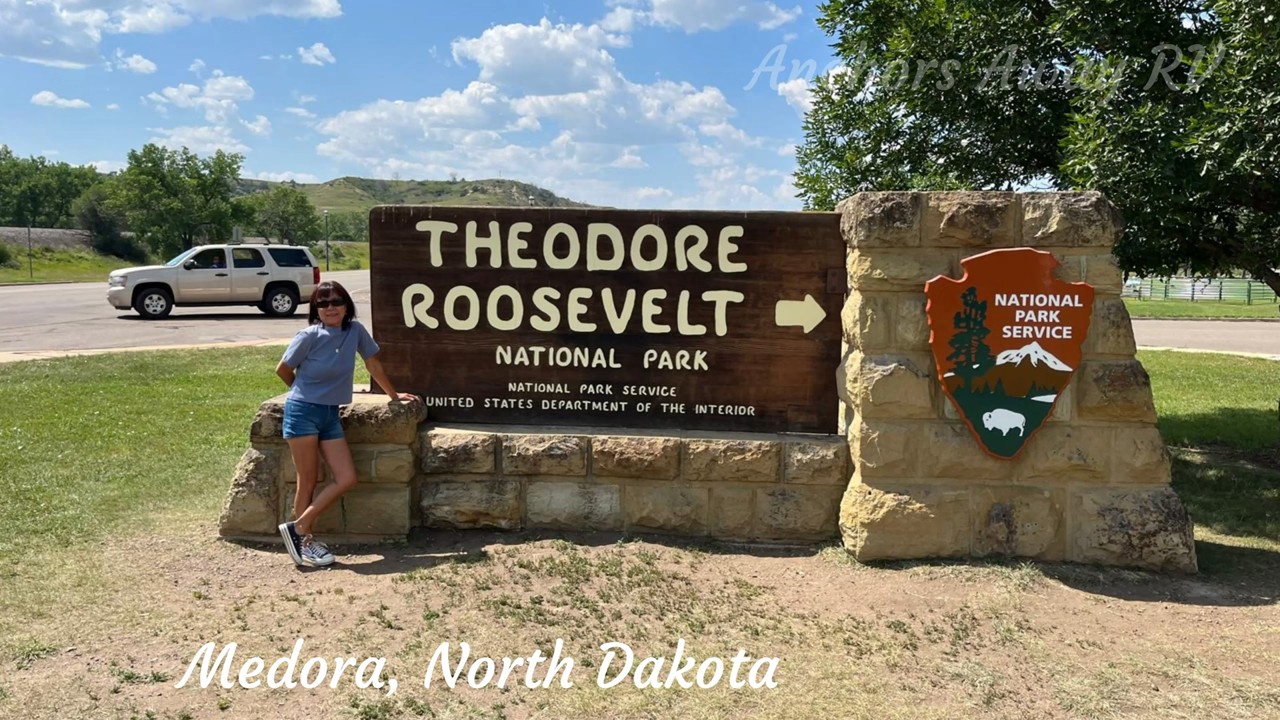 Anchors Away RV
THEODORE
ROOSEVELT
NATIONAL PARK
NATIONAL PARK SERVICE
UNITED STATES DEPARTMENT OF THE INTERIOR
NATIONAL
PARK
SERVICE
Medora, North Dakota